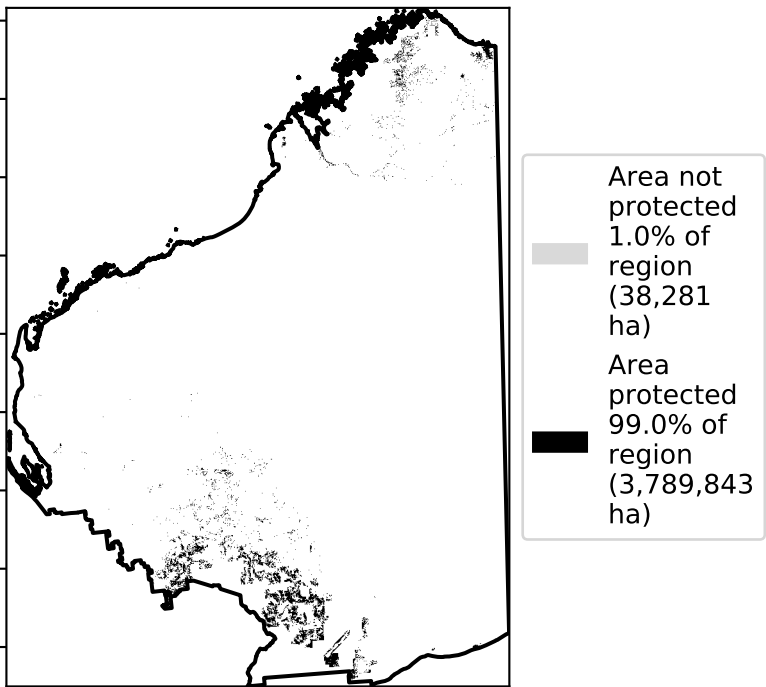 Area not
protected
1.0% of
region
(38,281
ha)
Area
protected
99.0% of
region
(3,789,843
ha)